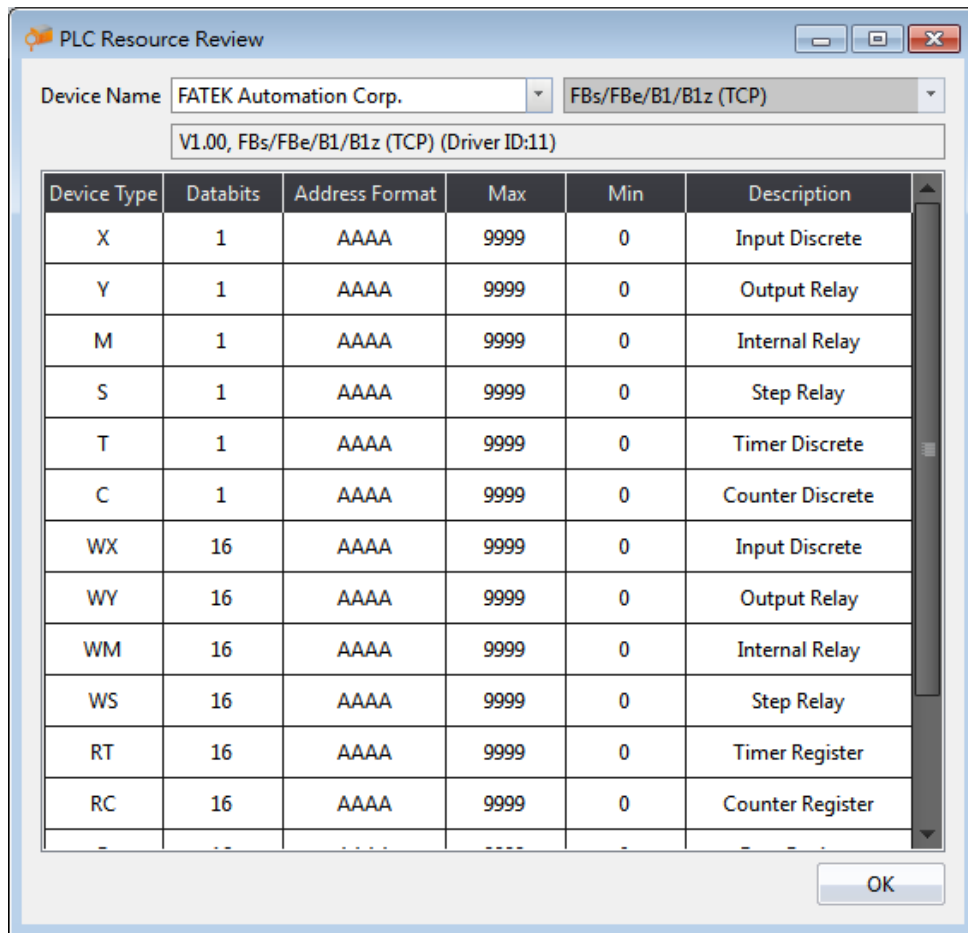 PLC Resource Review
Device Name FATEK Automation Corp. FBs/FBe/B1/B1z (TCP)
V1.00, FBs/FBe/B1/B1z (TCP) (Driver ID:11)
Device Type Databits Address Format Max Min Description
X 1 AAAA 9999 0 Input Discrete
Y 1 AAAA 9999 0 Output Relay
M 1 AAAA 9999 0 Internal Relay
S 1 AAAA 9999 0 Step Relay
T 1 AAAA 9999 0 Timer Discrete
C 1 AAAA 9999 0 Counter Discrete
WX 16 AAAA 9999 0 Input Discrete
WY 16 AAAA 9999 0 Output Relay
WM 16 AAAA 9999 0 Internal Relay
WS 16 AAAA 9999 0 Step Relay
RT 16 AAAA 9999 0 Timer Register
RC 16 AAAA 9999 0 Counter Register
OK